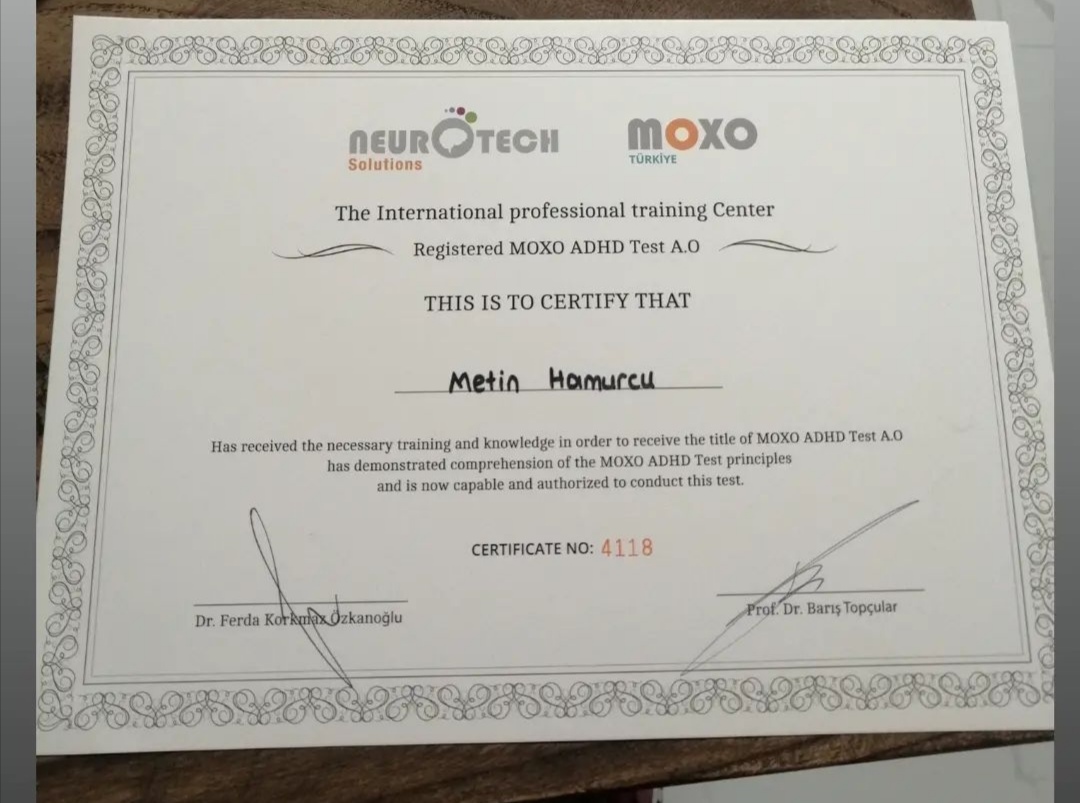 NEUROTECH
Solutions
MOXO
TÜRKİYE
The International professional training Center
Registered MOXO ADHD Test A.O
THIS IS TO CERTIFY THAT
Metin Hamurcu
Has received the necessary training and knowledge in order to receive the title of MOXO ADHD Test A.O
has demonstrated comprehension of the MOXO ADHD Test principles
and is now capable and authorized to conduct this test.
CERTIFICATE NO: 4118
Dr. Ferda Korkmaz Özkanoğlu
Prof. Dr. Barış Topçular